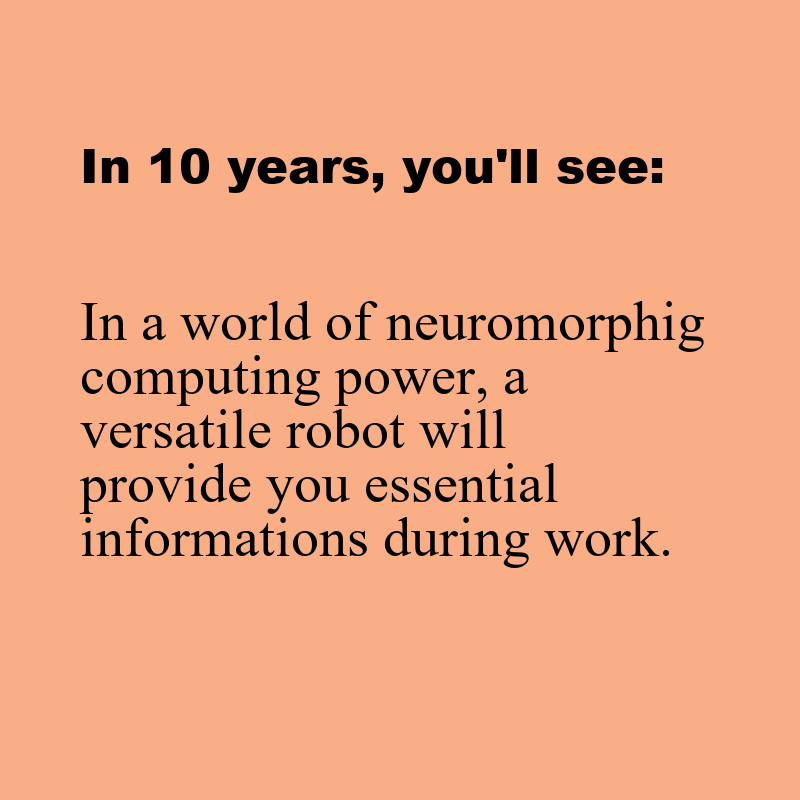 In 10 years, you'll see:
In a world of neuromorphig
computing power, a
versatile robot will
provide you essential
informations during work.